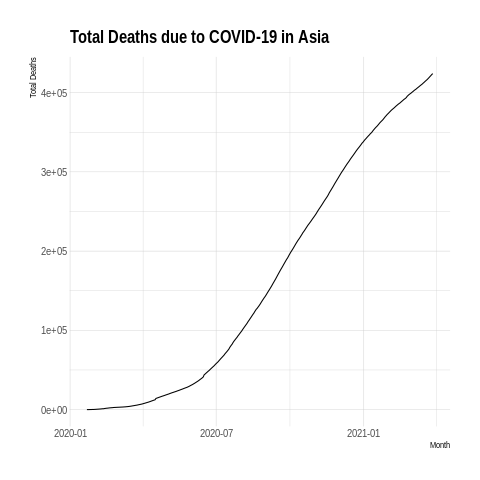 Total Deaths due to COVID-19 in Asia
Total Deaths
4e+05
3e+05
2e+05
1e+05
0e+00
2020-01 2020-07 2021-01
Month